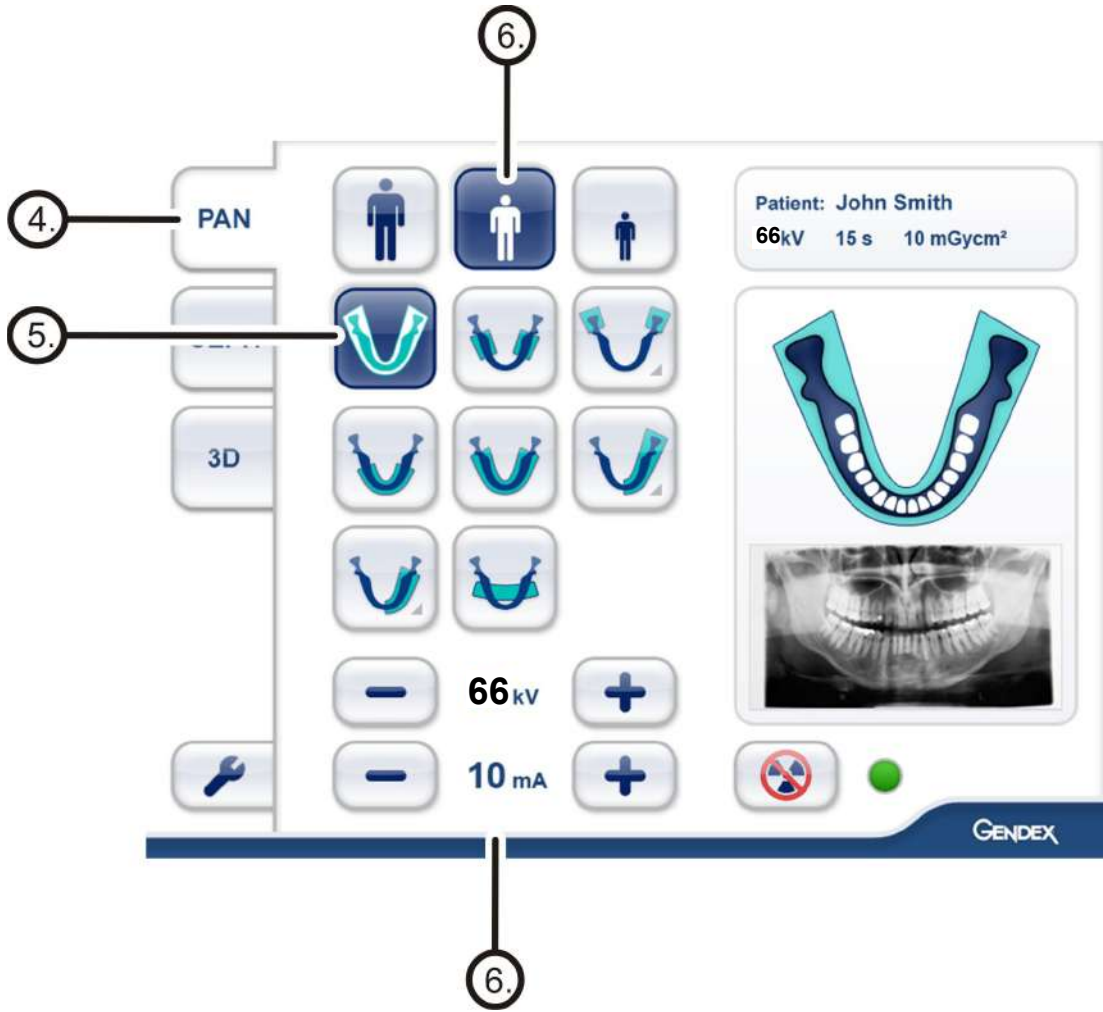 6.
4.
PAN
Patient: John Smith
66kV 15 s 10 mGycm²
5.
3D
66 kV
10 mA
GENDEX
6.